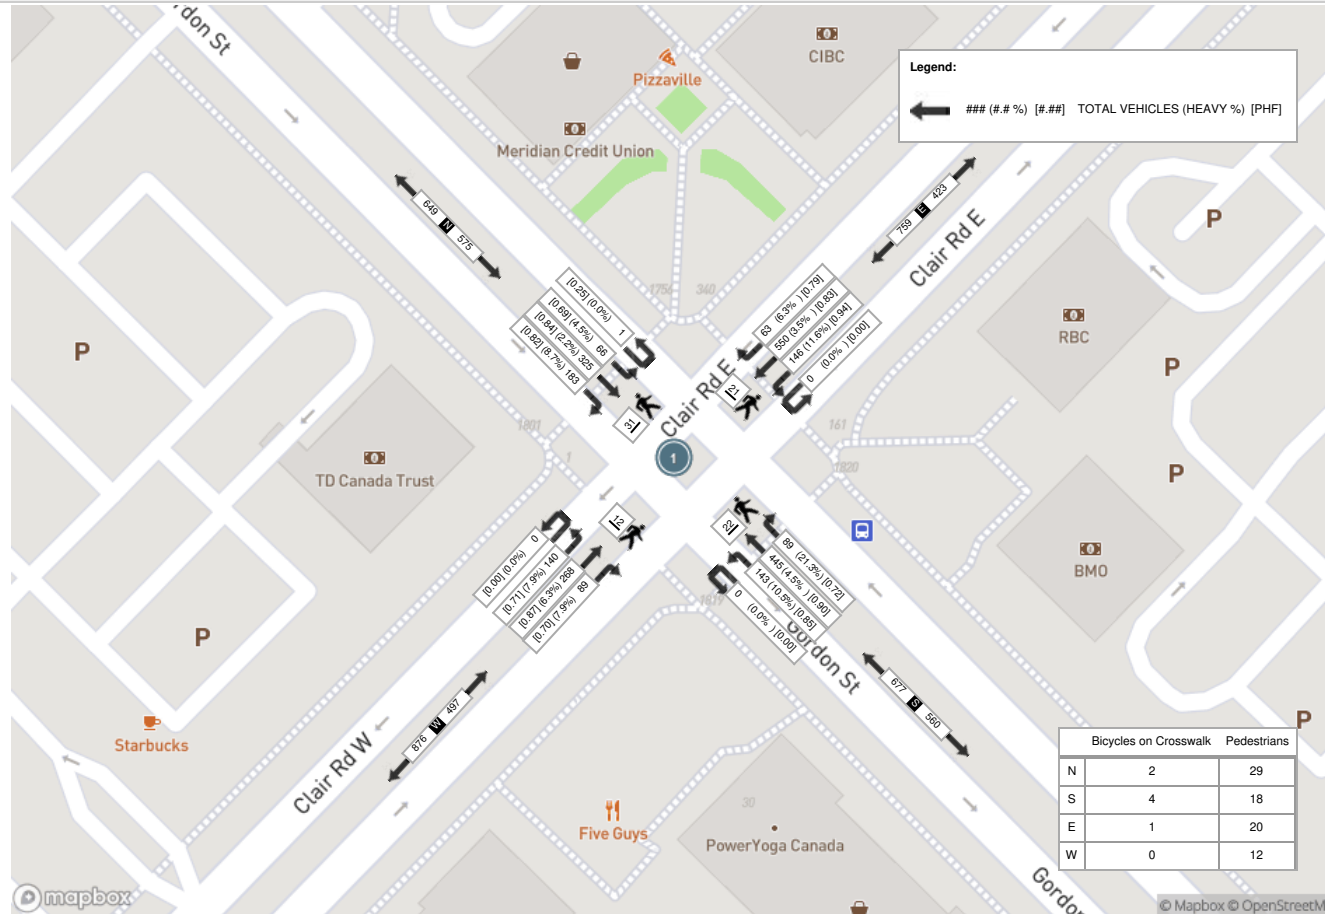 rdon St
CIBC
Pizzaville
Meridian Credit Union
Legend:
### (#.# %) [#.##] TOTAL VEHICLES (HEAVY %) [PHF]
649 N 575
759 E 423
Clair Rd E
P
1756
340
[0.25] (0.0%) 1
[0.69] (4.5%) 66
[0.84] (2.2%) 325
[0.82] (8.7%) 183
63 (6.3% ) [0.79]
550 (3.5% ) [0.83]
146 (11.6%) [0.94]
0 (0.0% ) [0.00]
RBC
P
P
31
21
Clair Rd E
1801
1
161
1820
1
TD Canada Trust
P
12
22
BMO
[0.00] (0.0%) 0
[0.71] (7.9%) 140
[0.87] (6.3%) 268
[0.70] (7.9%) 89
89 (21.3%) [0.72]
445 (4.5% ) [0.90]
143 (10.5%) [0.85]
0 (0.0% ) [0.00]
1819
Gordon St
P
876 W 497
677 S 560
Starbucks
P
Clair Rd W
Bicycles on Crosswalk Pedestrians
N 2 29
S 4 18
E 1 20
W 0 12
30
Five Guys
PowerYoga Canada
Gordon
mapbox
© Mapbox © OpenStreetM